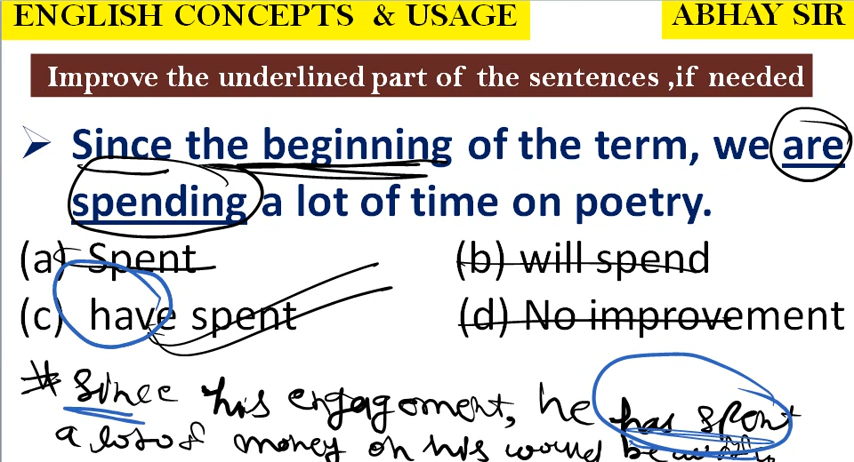 ENGLISH CONCEPTS & USAGE
ABHAY SIR
Improve the underlined part of the sentences ,if needed
➢ Since the beginning of the term, we are
spending a lot of time on poetry.
(a) Spent (b) will spend
(c) have spent (d) No improvement
* Since his engagement, he has spent
a lot of money on his would be